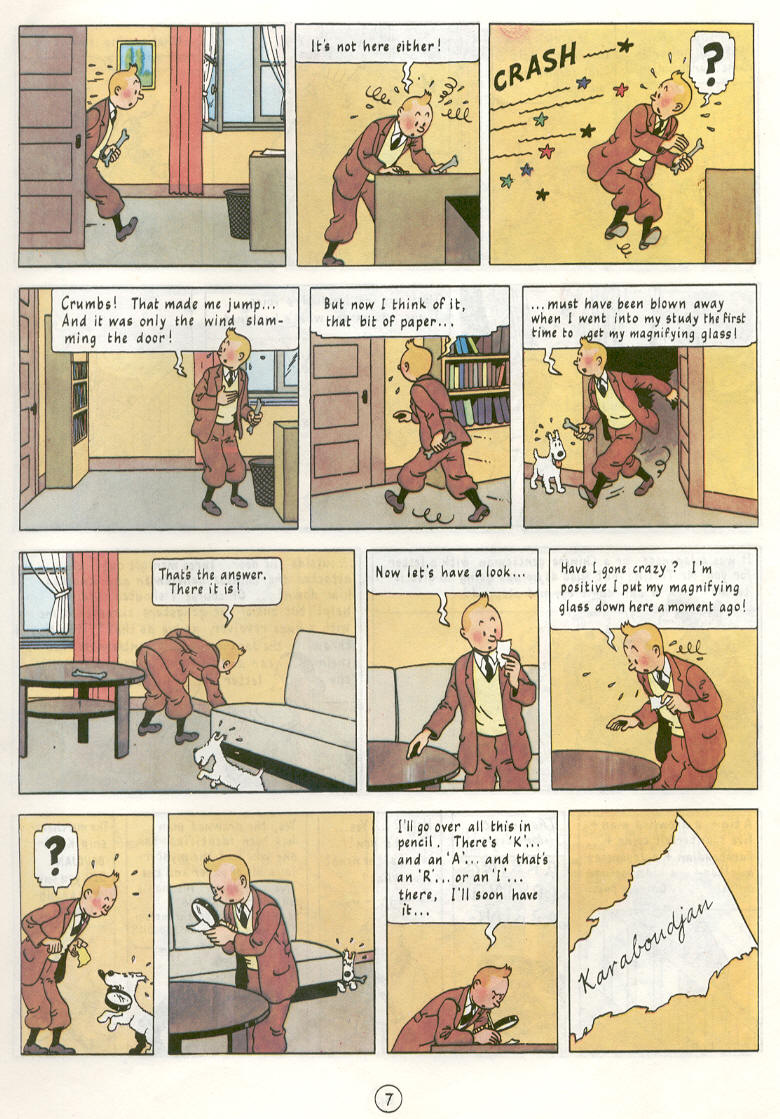 It's not here either!
CRASH
?
Crumbs! That made me jump...
And it was only the wind slam-
ming the door!
But now I think of it,
that bit of paper...
...must have been blown away
when I went into my study the first
time to get my magnifying glass!
That's the answer.
There it is!
Now let's have a look...
Have I gone crazy? I'm
positive I put my magnifying
glass down here a moment ago!
?
I'll go over all this in
pencil. There's 'K'...
and an 'A'... and that's
an 'R'... or an 'I'...
there, I'll soon have
it...
Karaboudjan
7